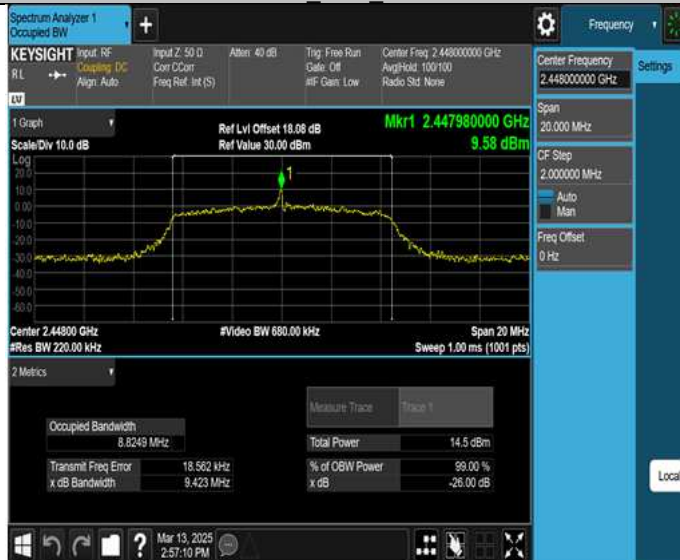 Spectrum Analyzer 1
Occupied BW
+
Frequency
KEYSIGHT
RL
LV
Input: RF
Coupling: DC
Align: Auto
Input Z: 50 Ω
Corr CCorr
Freq Ref: Int (S)
Atten: 40 dB
Trig: Free Run
Gate: Off
#IF Gain: Low
Center Freq: 2.448000000 GHz
Avg|Hold: 100/100
Radio Std: None
Center Frequency
2.448000000 GHz
Settings
Span
20.000 MHz
CF Step
2.000000 MHz
Auto
Man
Freq Offset
0 Hz
1 Graph
Scale/Div 10.0 dB
Ref Lvl Offset 18.08 dB
Ref Value 30.00 dBm
Mkr1 2.447980000 GHz
9.58 dBm
Log
20.0
10.0
0.00
-10.0
-20.0
-30.0
-40.0
-50.0
-60.0
1
Center 2.44800 GHz
#Res BW 220.00 kHz
#Video BW 680.00 kHz
Span 20 MHz
Sweep 1.00 ms (1001 pts)
2 Metrics
Measure Trace Trace 1
Occupied Bandwidth
8.8249 MHz
Total Power 14.5 dBm
Transmit Freq Error 18.562 kHz
% of OBW Power 99.00 %
x dB Bandwidth 9.423 MHz
x dB -26.00 dB
Local
?
Mar 13, 2025
2:57:10 PM